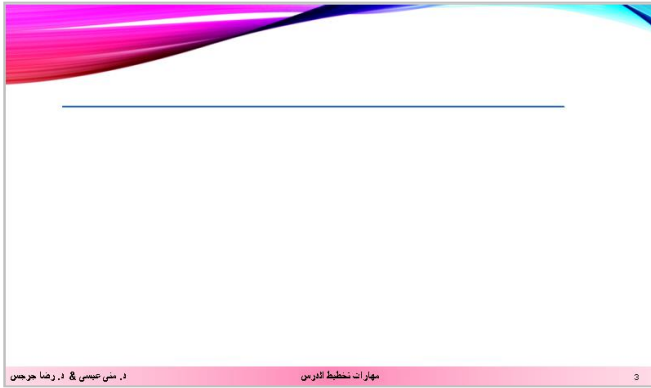 د. منى عيسى & د. رضا جرجس
مهارات تخطيط الدرس
3